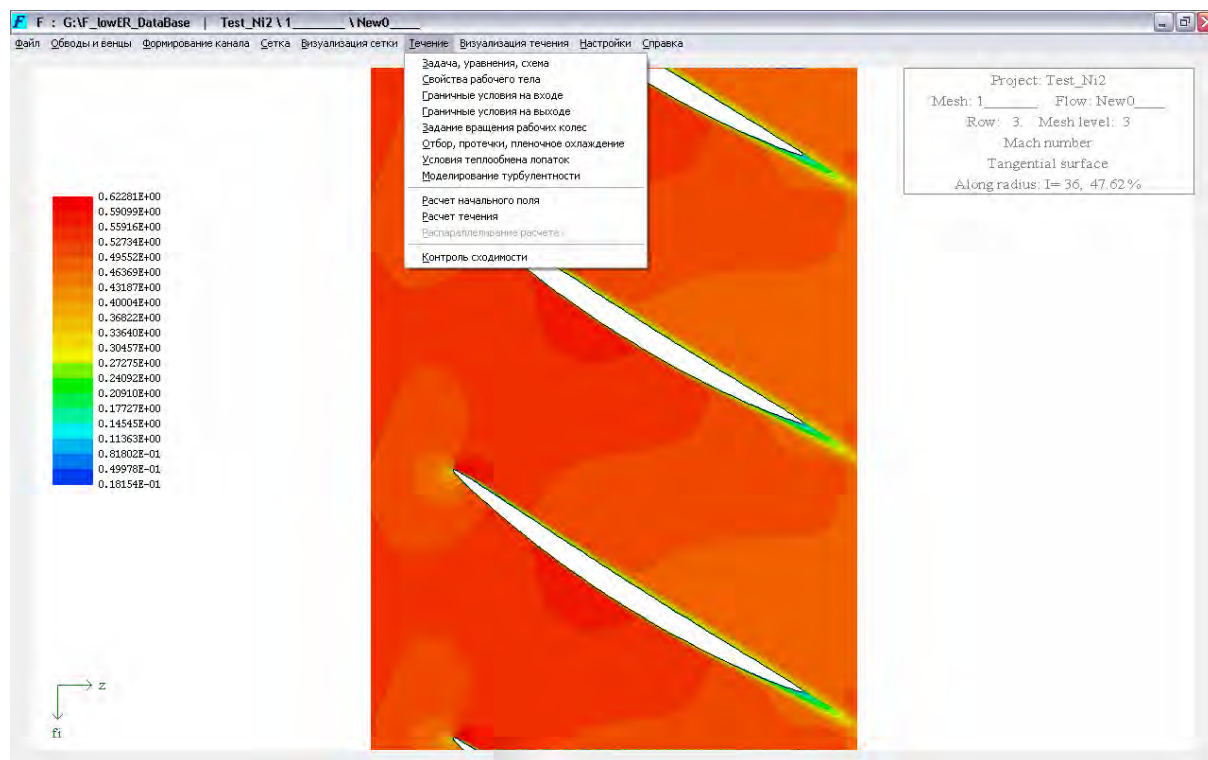 F F : G:\F_lowER_DataBase | Test_Ni2 \ 1________ \ New0____
Файл Обводы и венцы Формирование канала Сетка Визуализация сетки Течение Визуализация течения Настройки Справка
Задача, уравнения, схема
Свойства рабочего тела
Граничные условия на входе
Граничные условия на выходе
Задание вращения рабочих колес
Отбор, протечки, пленочное охлаждение
Условия теплообмена лопаток
Моделирование турбулентности
Расчет начального поля
Расчет течения
Распараллеливание расчета
Контроль сходимости
Project: Test_Ni2
Mesh: 1_______ Flow: New0____
Row: 3. Mesh level: 3
Mach number
Tangential surface
Along radius: I= 36, 47.62 %
0.62281E+00
0.59099E+00
0.55916E+00
0.52734E+00
0.49552E+00
0.46369E+00
0.43187E+00
0.40004E+00
0.36822E+00
0.33640E+00
0.30457E+00
0.27275E+00
0.24092E+00
0.20910E+00
0.17727E+00
0.14545E+00
0.11363E+00
0.81802E-01
0.49978E-01
0.18154E-01
z
fi